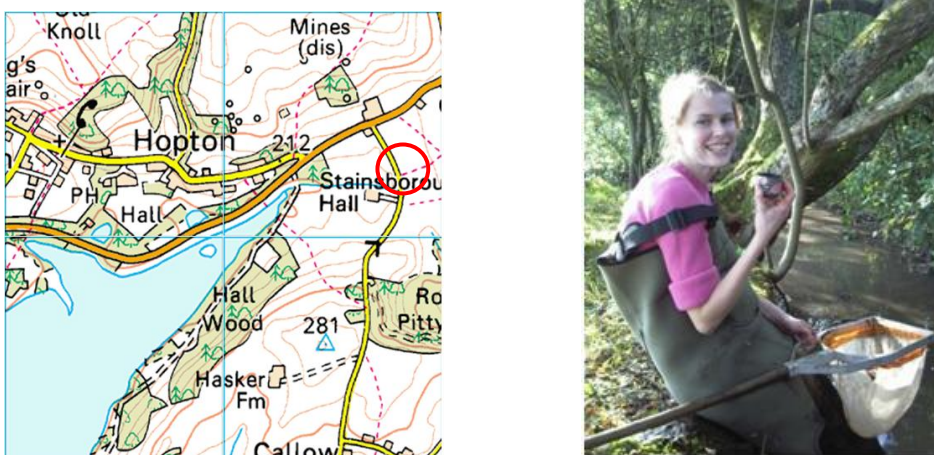 Knoll
Mines
(dis)
g's
air
Hopton
212
PH
Hall
Stainsborou
Hall
Hall
Wood
281
Ro
Pitty
Hasker
Fm
Callow